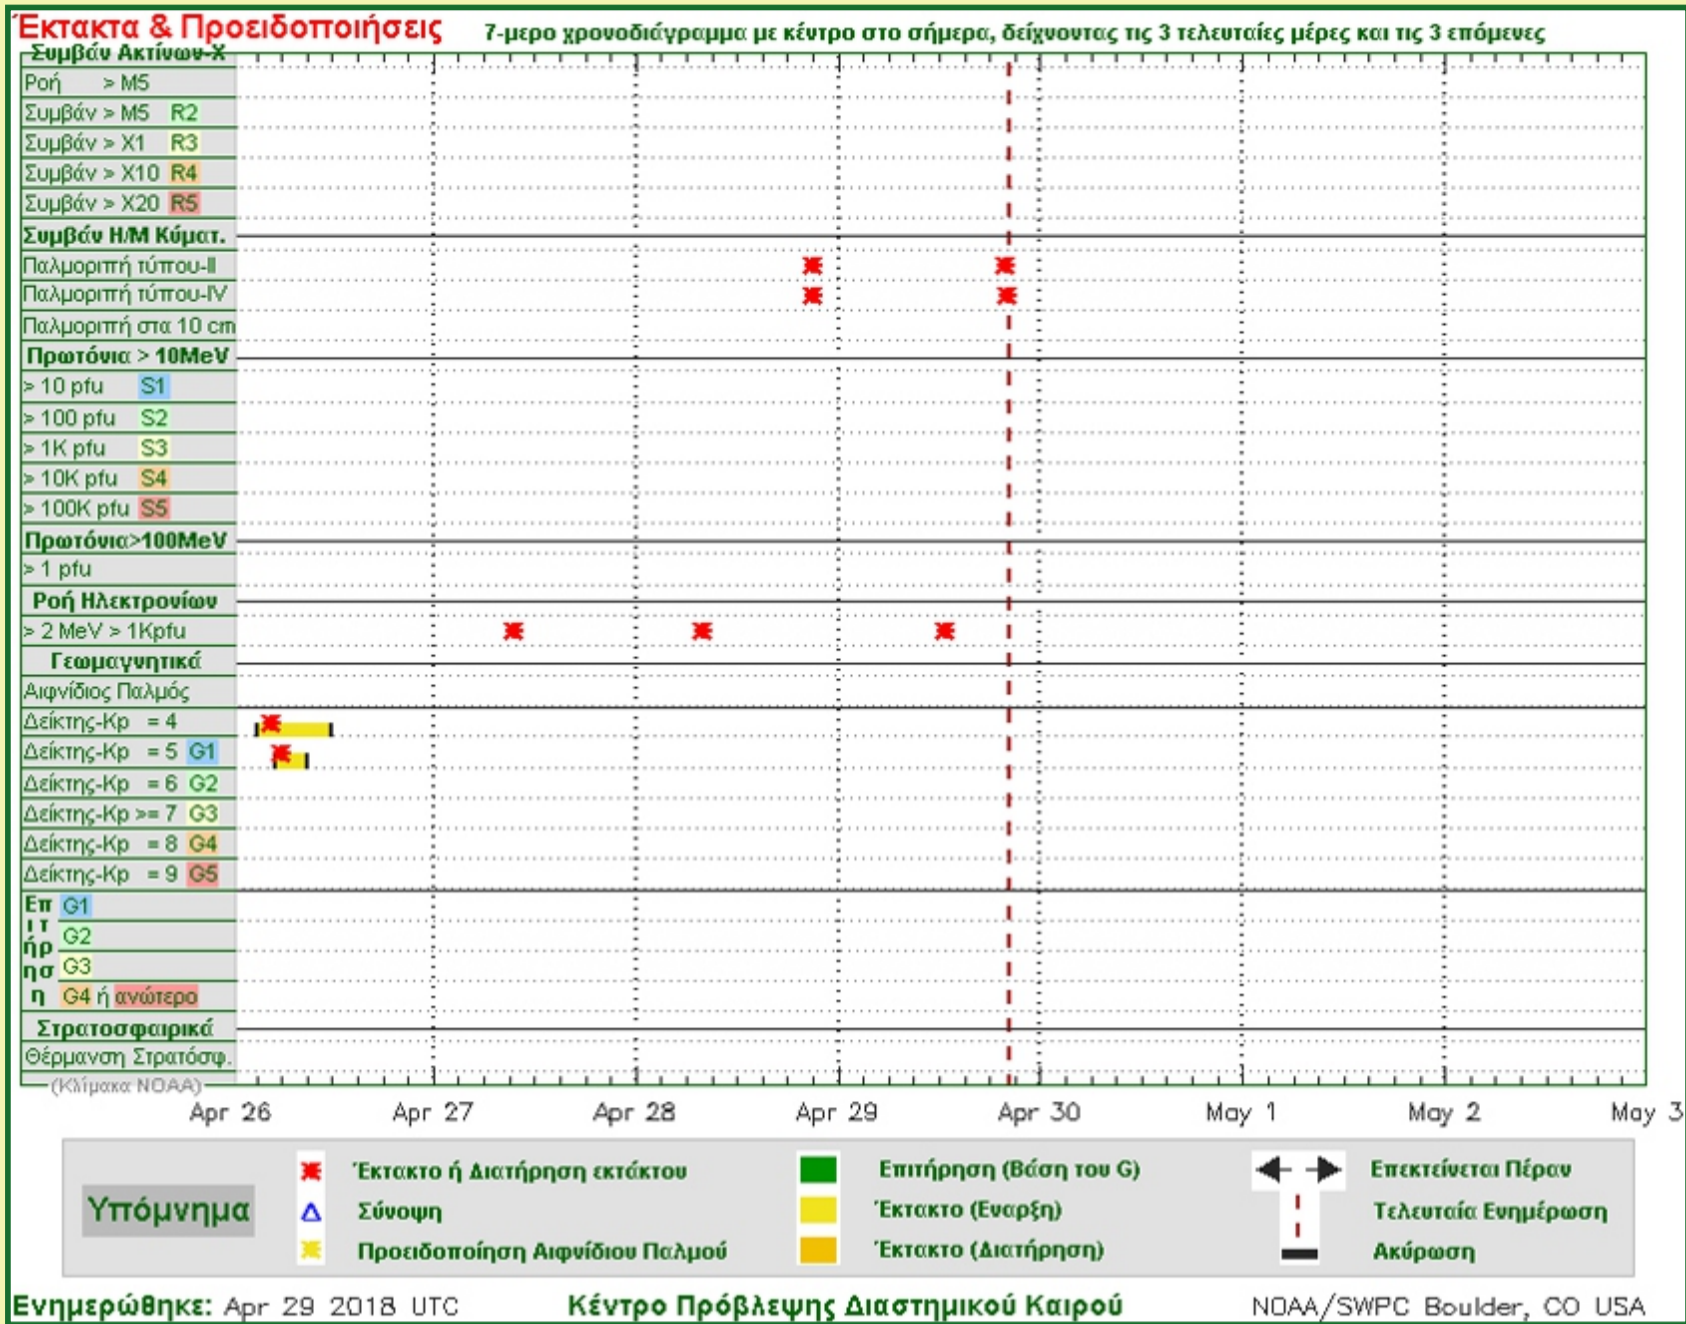 Έκτακτα & Προειδοποιήσεις 7-μερο χρονοδιάγραμμα με κέντρο στο σήμερα, δείχνοντας τις 3 τελευταίες μέρες και τις 3 επόμενες
Συμβάν Ακτίνων-Χ
Ροή > M5
Συμβάν > M5 R2
Συμβάν > X1 R3
Συμβάν > X10 R4
Συμβάν > X20 R5
Συμβάν Η/Μ Κύματ.
Παλμοριπή τύπου-II
Παλμοριπή τύπου-IV
Παλμοριπή στα 10 cm
Πρωτόνια > 10MeV
> 10 pfu S1
> 100 pfu S2
> 1K pfu S3
> 10K pfu S4
> 100K pfu S5
Πρωτόνια>100MeV
> 1 pfu
Ροή Ηλεκτρονίων
> 2 MeV > 1Kpfu
Γεωμαγνητικά
Αιφνίδιος Παλμός
Δείκτης-Kp = 4
Δείκτης-Kp = 5 G1
Δείκτης-Kp = 6 G2
Δείκτης-Kp >= 7 G3
Δείκτης-Kp = 8 G4
Δείκτης-Kp = 9 G5
Επιτήρηση
G1
G2
G3
G4 ή ανώτερο
Στρατοσφαιρικά
Θέρμανση Στρατόσφ.
(Κλίμακα NOAA)
Apr 26 Apr 27 Apr 28 Apr 29 Apr 30 May 1 May 2 May 3
Υπόμνημα
Έκτακτο ή Διατήρηση εκτάκτου
Σύνοψη
Προειδοποίηση Αιφνίδιου Παλμού
Επιτήρηση (Βάση του G)
Έκτακτο (Εναρξη)
Έκτακτο (Διατήρηση)
Επεκτείνεται Πέραν
Τελευταία Ενημέρωση
Ακύρωση
Ενημερώθηκε: Apr 29 2018 UTC Κέντρο Πρόβλεψης Διαστημικού Καιρού NOAA/SWPC Boulder, CO USA